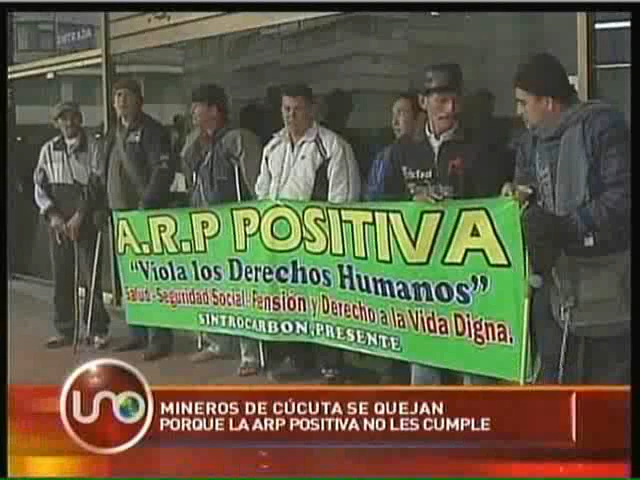 ENTRADA
A.R.P POSITIVA
"Viola los Derechos Humanos"
Salud - Seguridad Social - Pensión y Derecho a la Vida Digna.
SINTROCARBON, PRESENTE
UNO
MINEROS DE CÚCUTA SE QUEJAN
PORQUE LA ARP POSITIVA NO LES CUMPLE